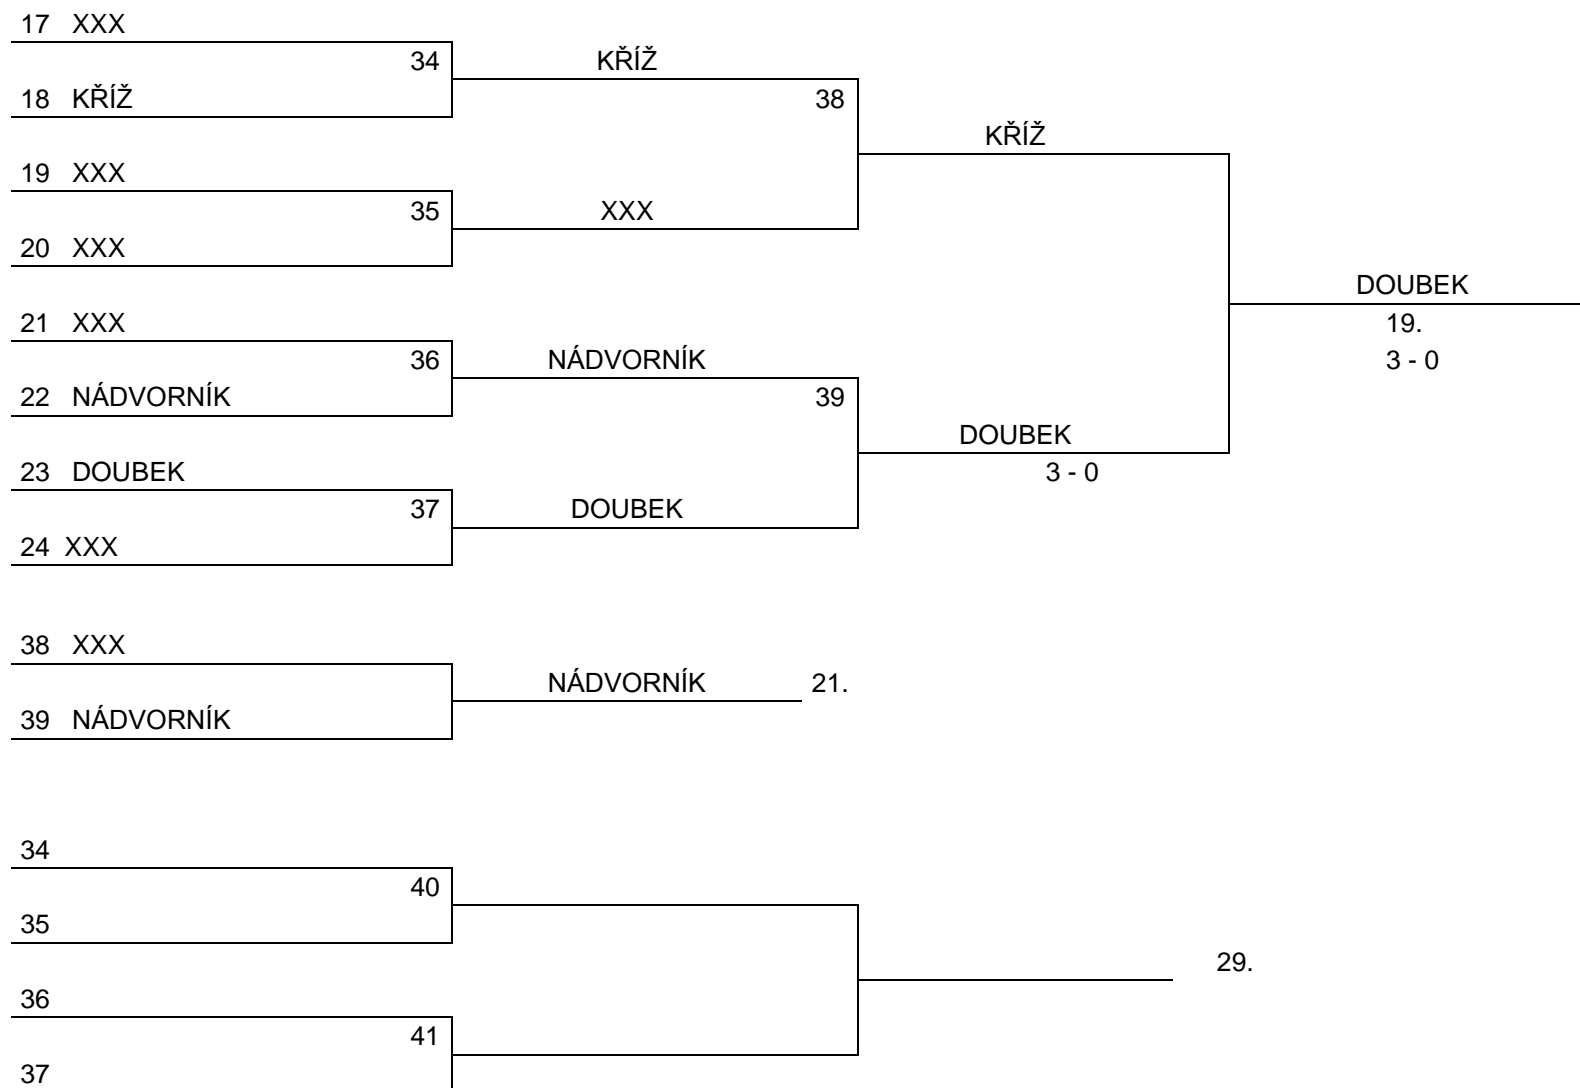 17 XXX
34 KŘÍŽ
18 KŘÍŽ 38
KŘÍŽ
19 XXX
35 XXX
20 XXX
DOUBEK
21 XXX 19.
36 NÁDVORNÍK 3 - 0
22 NÁDVORNÍK 39
DOUBEK
23 DOUBEK 3 - 0
37 DOUBEK
24 XXX
38 XXX
NÁDVORNÍK 21.
39 NÁDVORNÍK
34
40
35
29.
36
41
37